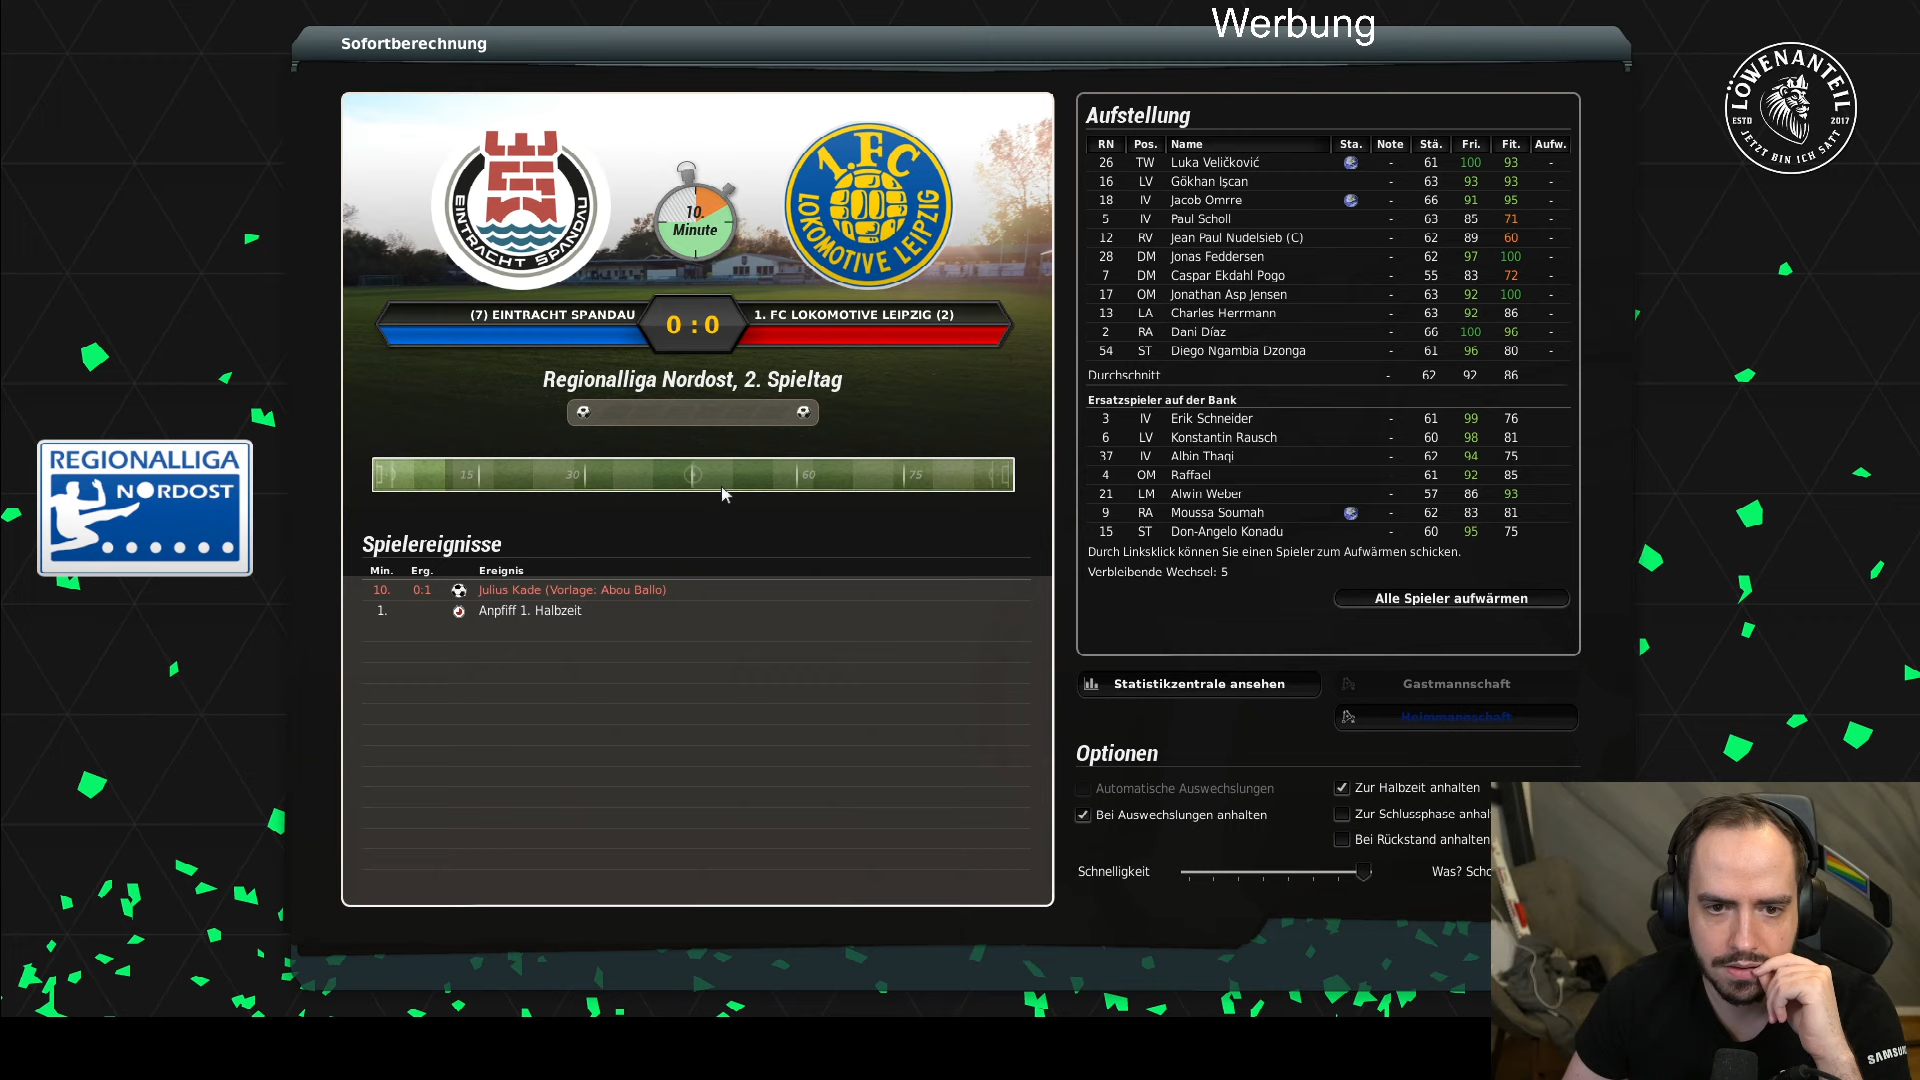 Werbung
Sofortberechnung
LÖWENANTEIL
ESTD 2017
JETZT BIN ICH SATT
EINTRACHT SPANDAU
10. Minute
1.FC LOKOMOTIVE LEIPZIG
(7) EINTRACHT SPANDAU 0 : 0 1. FC LOKOMOTIVE LEIPZIG (2)
Regionalliga Nordost, 2. Spieltag
15 30 60 75
REGIONALLIGA
NORDOST
Spielereignisse
Min. Erg. Ereignis
10. 0:1 Julius Kade (Vorlage: Abou Ballo)
1. Anpfiff 1. Halbzeit
Aufstellung
RN Pos. Name Sta. Note Stä. Fri. Fit. Aufw.
26 TW Luka Veličković - 61 100 93 -
16 LV Gökhan Işcan - 63 93 93 -
18 IV Jacob Omrre - 66 91 95 -
5 IV Paul Scholl - 63 85 71 -
12 RV Jean Paul Nudelsieb (C) - 62 89 60 -
28 DM Jonas Feddersen - 62 97 100 -
7 DM Caspar Ekdahl Pogo - 55 83 72 -
17 OM Jonathan Asp Jensen - 63 92 100 -
13 LA Charles Herrmann - 63 92 86 -
2 RA Dani Díaz - 66 100 96 -
54 ST Diego Ngambia Dzonga - 61 96 80 -
Durchschnitt - 62 92 86
Ersatzspieler auf der Bank
3 IV Erik Schneider - 61 99 76
6 LV Konstantin Rausch - 60 98 81
37 IV Albin Thaqi - 62 94 75
4 OM Raffael - 61 92 85
21 LM Alwin Weber - 57 86 93
9 RA Moussa Soumah - 62 83 81
15 ST Don-Angelo Konadu - 60 95 75
Durch Linksklick können Sie einen Spieler zum Aufwärmen schicken.
Verbleibende Wechsel: 5
Alle Spieler aufwärmen
Statistikzentrale ansehen
Gastmannschaft
Heimmannschaft
Optionen
Automatische Auswechslungen
Bei Auswechslungen anhalten
Zur Halbzeit anhalten
Zur Schlussphase anhal
Bei Rückstand anhalten
Schnelligkeit
Was? Scho
SAMSUN